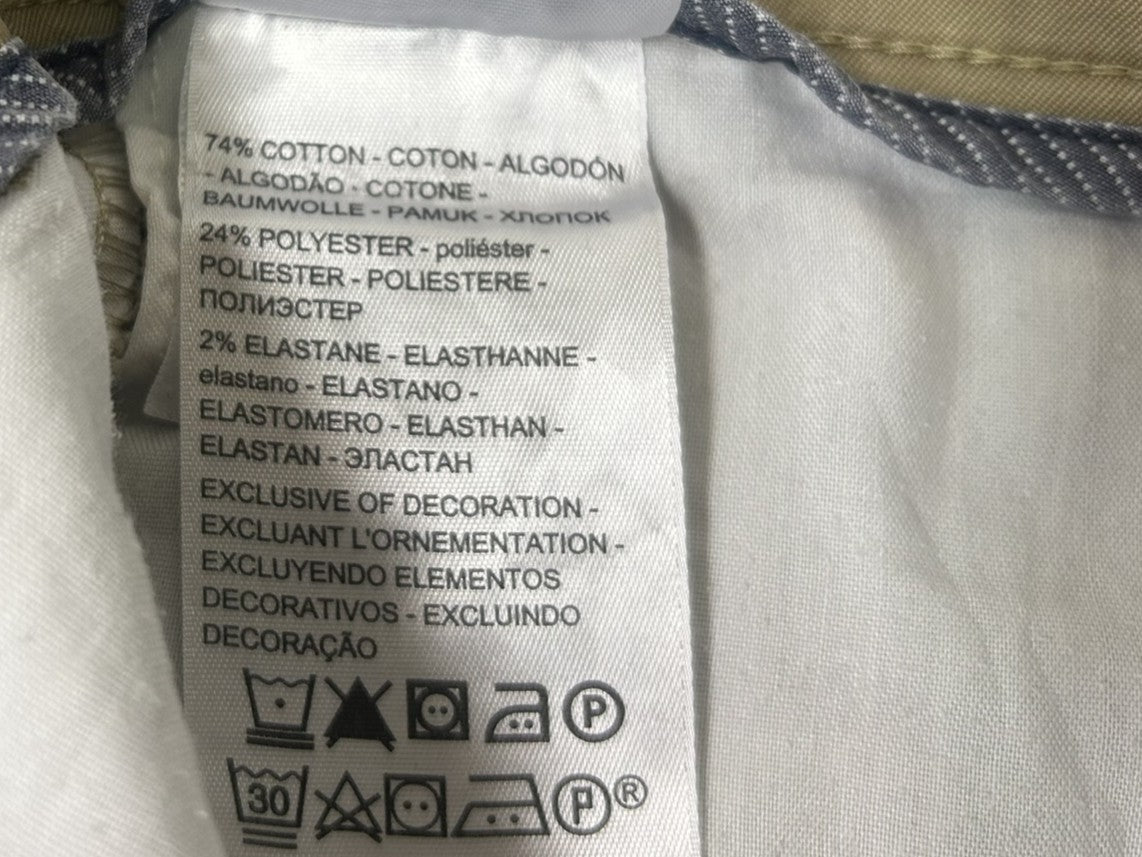 74% COTTON - COTON - ALGODÓN
- ALGODÃO - COTONE -
BAUMWOLLE - PAMUK - ХЛОПОК
24% POLYESTER - poliéster -
POLIESTER - POLIESTERE -
ПОЛИЭСТЕР
2% ELASTANE - ELASTHANNE -
elastano - ELASTANO -
ELASTOMERO - ELASTHAN -
ELASTAN - ЭЛАСТАН
EXCLUSIVE OF DECORATION -
EXCLUANT L'ORNEMENTATION -
EXCLUYENDO ELEMENTOS
DECORATIVOS - EXCLUINDO
DECORAÇÃO
P
30 P ®